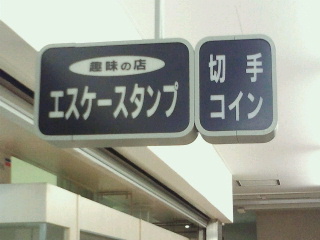 趣味の店
エスケースタンプ
切手
コイン